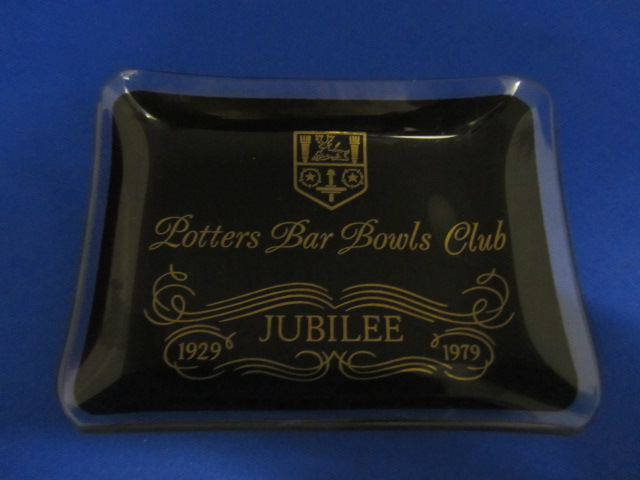 Potters Bar Bowls Club
JUBILEE
1929 1979